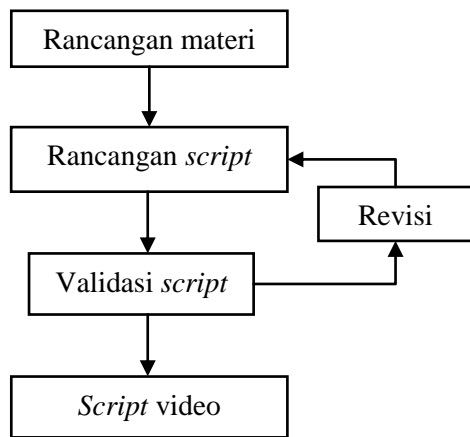 Rancangan materi
Rancangan script
Revisi
Validasi script
Script video